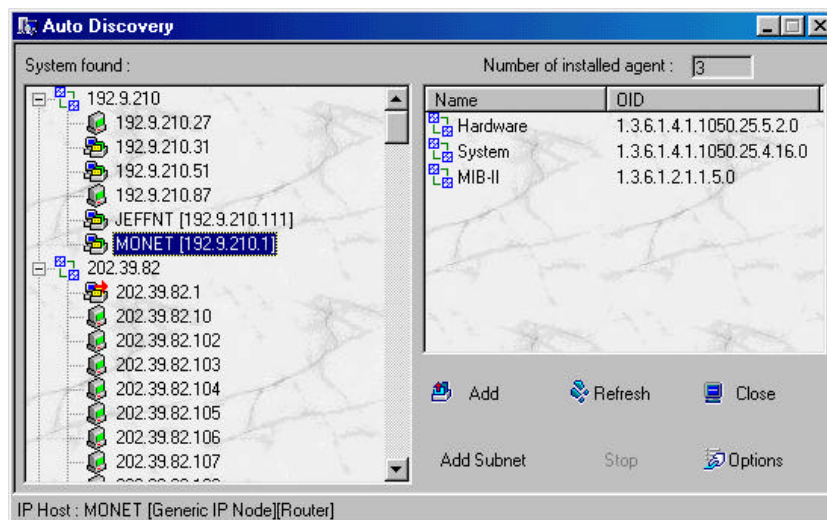 Auto Discovery
System found :
Number of installed agent : 3
192.9.210
192.9.210.27
192.9.210.31
192.9.210.51
192.9.210.87
JEFFNT [192.9.210.111]
MONET [192.9.210.1]
202.39.82
202.39.82.1
202.39.82.10
202.39.82.102
202.39.82.103
202.39.82.104
202.39.82.105
202.39.82.106
202.39.82.107
Name OID
Hardware 1.3.6.1.4.1.1050.25.5.2.0
System 1.3.6.1.4.1.1050.25.4.16.0
MIB-II 1.3.6.1.2.1.1.5.0
Add Refresh Close
Add Subnet Stop Options
IP Host : MONET [Generic IP Node][Router]